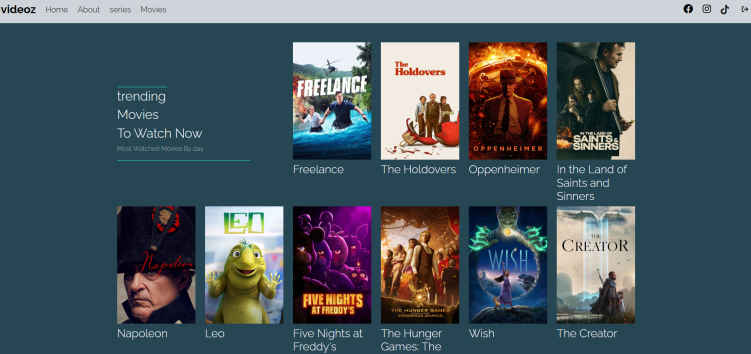 videoz Home About series Movies
trending
Movies
To Watch Now
Most Watched Movies By day
FREELANCE
The
Holdovers
OPPENHEIMER
IN THE LAND OF
SAINTS &
SINNERS
Freelance
The Holdovers
Oppenheimer
In the Land of
Saints and
Sinners
Napoleon
LEO
FIVE NIGHTS
AT FREDDY'S
THE HUNGER GAMES
WISH
THE
CREATOR
Napoleon
Leo
Five Nights at
Freddy's
The Hunger
Games: The
Wish
The Creator